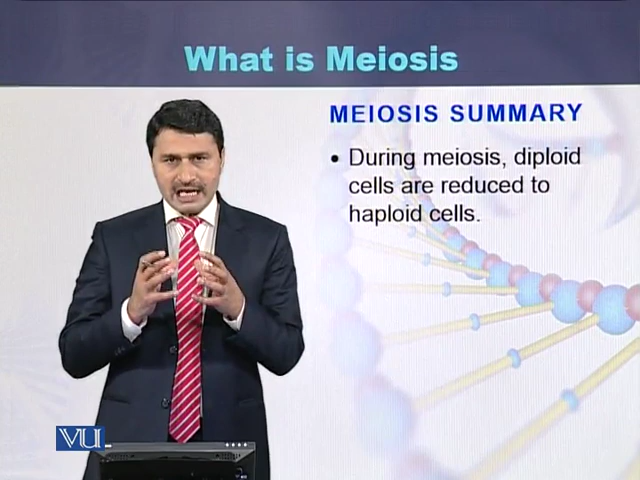 What is Meiosis
MEIOSIS SUMMARY
• During meiosis, diploid
cells are reduced to
haploid cells.
VU